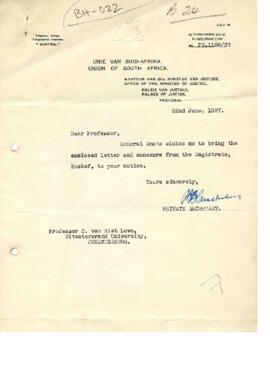 BH-022
B 20
UNIE VAN SUID-AFRIKA.
UNION OF SOUTH AFRICA.
"JUSTICE."
KANTOOR VAN DIE MINISTER VAN JUSTISIE,
OFFICE OF THE MINISTER OF JUSTICE,
PALEIS VAN JUSTISIE,
PALACE OF JUSTICE,
PRETORIA.
22nd June, 1937.
Dear Professor,
General Smuts wishes me to bring the
enclosed letter and annexure from the Magistrate,
Boshof, to your notice.
Yours sincerely,
PRIVATE SECRETARY.
Professor C. van Riet Lowe,
Witwatersrand University,
JOHANNESBURG.